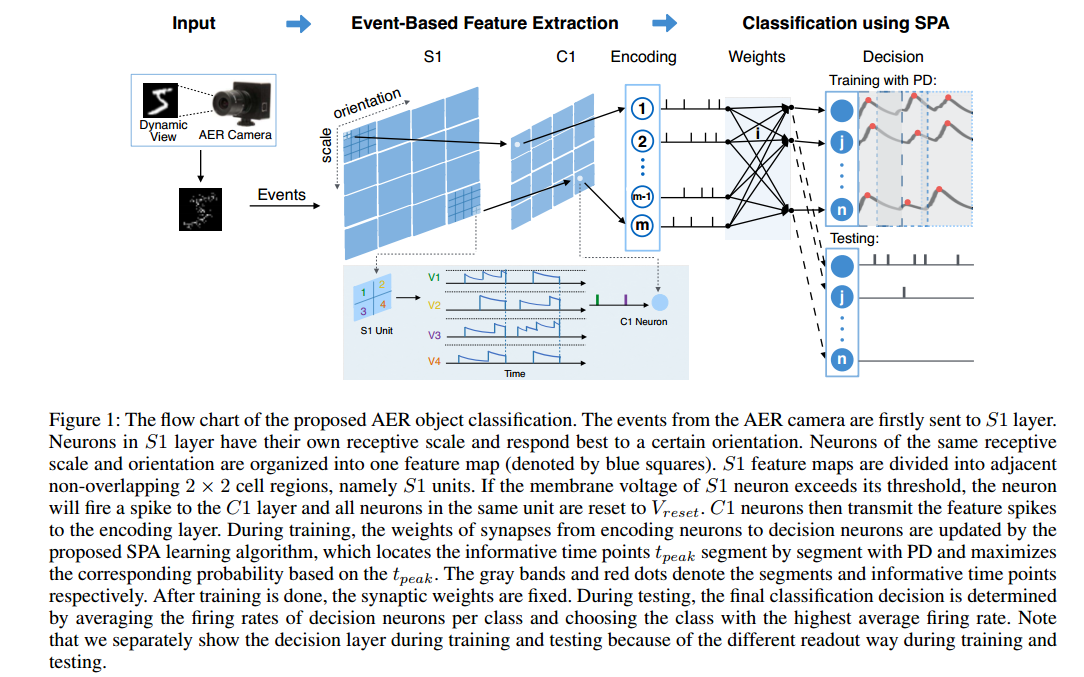 Input
Event-Based Feature Extraction
Classification using SPA
S1
C1
Encoding
Weights
Decision
Training with PD:
orientation
scale
Dynamic
View
AER Camera
Events
1
2
m-1
m
i
j
n
Testing:
j
n
1
2
3
4
S1 Unit
V1
V2
V3
V4
Time
C1 Neuron
Figure 1: The flow chart of the proposed AER object classification. The events from the AER camera are firstly sent to S1 layer.
Neurons in S1 layer have their own receptive scale and respond best to a certain orientation. Neurons of the same receptive
scale and orientation are organized into one feature map (denoted by blue squares). S1 feature maps are divided into adjacent
non-overlapping 2 × 2 cell regions, namely S1 units. If the membrane voltage of S1 neuron exceeds its threshold, the neuron
will fire a spike to the C1 layer and all neurons in the same unit are reset to V_reset. C1 neurons then transmit the feature spikes
to the encoding layer. During training, the weights of synapses from encoding neurons to decision neurons are updated by the
proposed SPA learning algorithm, which locates the informative time points t_peak segment by segment with PD and maximizes
the corresponding probability based on the t_peak. The gray bands and red dots denote the segments and informative time points
respectively. After training is done, the synaptic weights are fixed. During testing, the final classification decision is determined
by averaging the firing rates of decision neurons per class and choosing the class with the highest average firing rate. Note
that we separately show the decision layer during training and testing because of the different readout way during training and
testing.